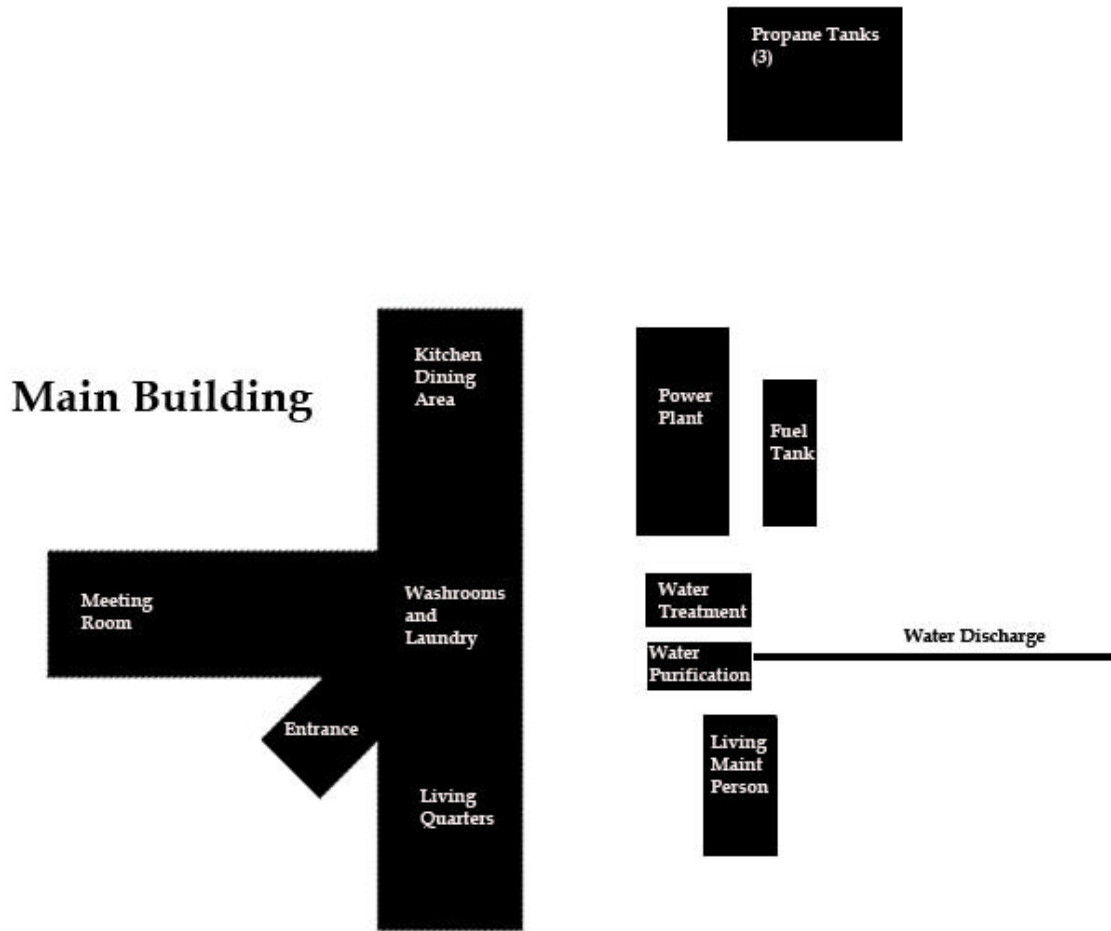 Propane Tanks
(3)
Main Building
Kitchen
Dining
Area
Power
Plant
Fuel
Tank
Meeting
Room
Washrooms
and
Laundry
Water
Treatment
Water
Purification
Water Discharge
Entrance
Living
Maint
Person
Living
Quarters